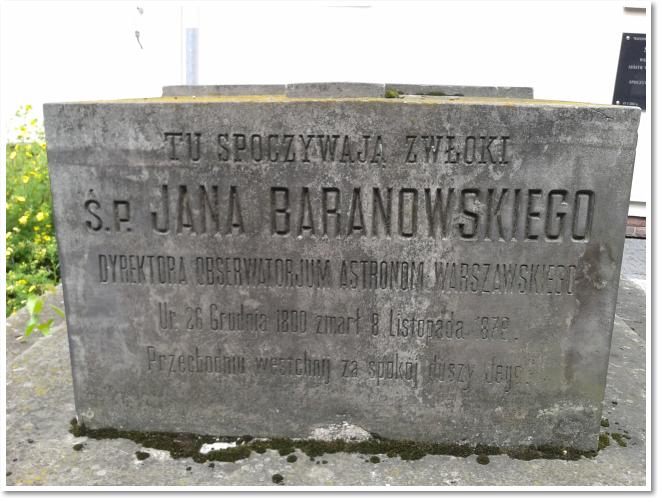 TU SPOCZYWAJĄ ZWŁOKI
Ś.P. JANA BARANOWSKIEGO
DYREKTORA OBSERWATORJUM ASTRONOM. WARSZAWSKIEGO
Ur. 26 Grudnia 1800 zmarł 8 Listopada
Przechodniu westchnij za spokój duszy Jego